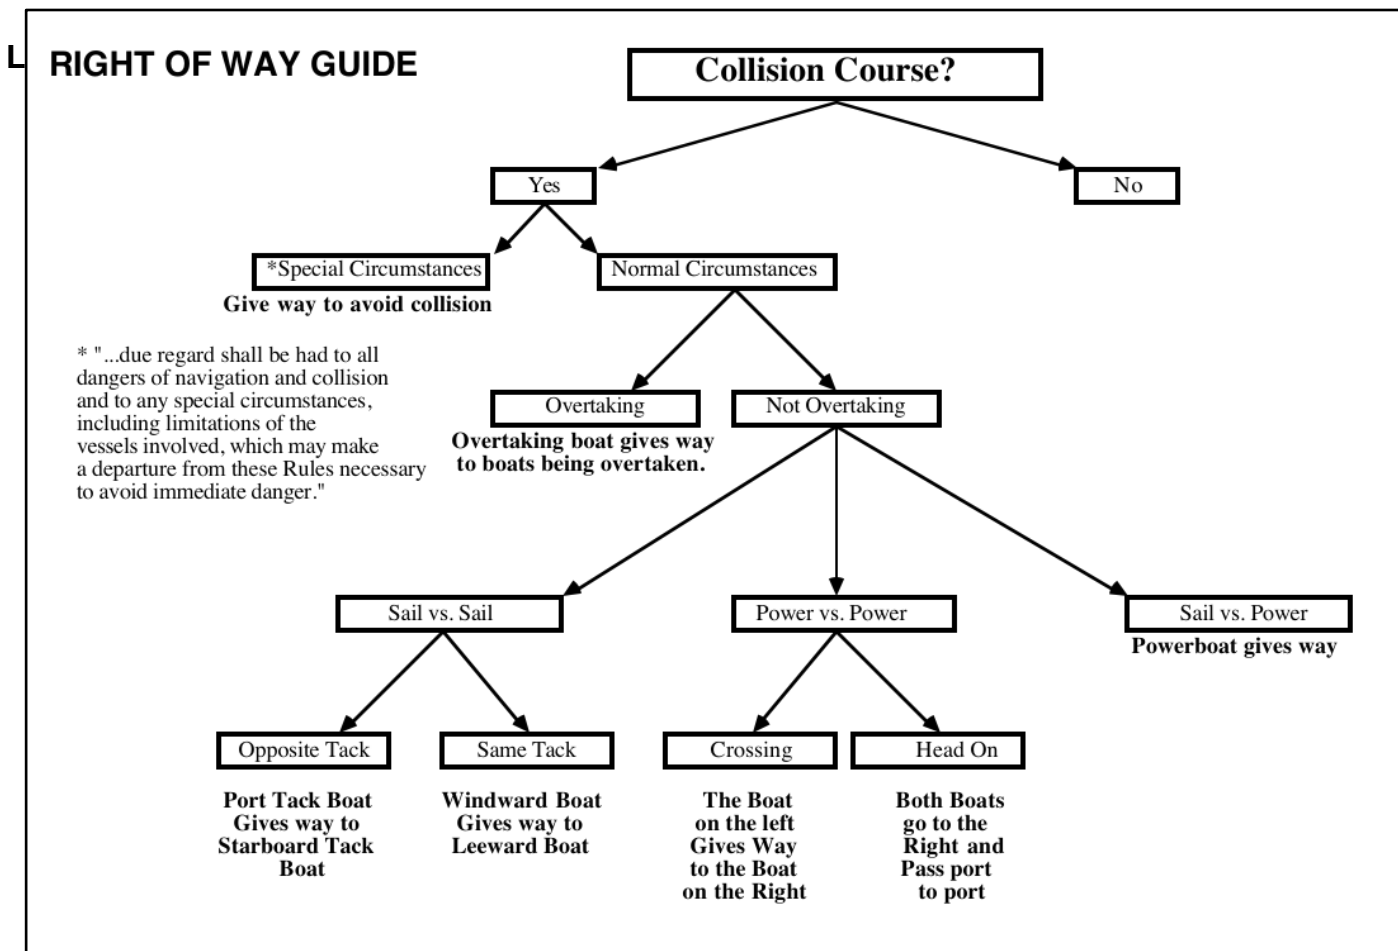 L
RIGHT OF WAY GUIDE
Collision Course?
Yes
No
*Special Circumstances
Give way to avoid collision
Normal Circumstances
* "...due regard shall be had to all
dangers of navigation and collision
and to any special circumstances,
including limitations of the
vessels involved, which may make
a departure from these Rules necessary
to avoid immediate danger."
Overtaking
Overtaking boat gives way
to boats being overtaken.
Not Overtaking
Sail vs. Sail
Power vs. Power
Sail vs. Power
Powerboat gives way
Opposite Tack
Port Tack Boat
Gives way to
Starboard Tack
Boat
Same Tack
Windward Boat
Gives way to
Leeward Boat
Crossing
The Boat
on the left
Gives Way
to the Boat
on the Right
Head On
Both Boats
go to the
Right and
Pass port
to port